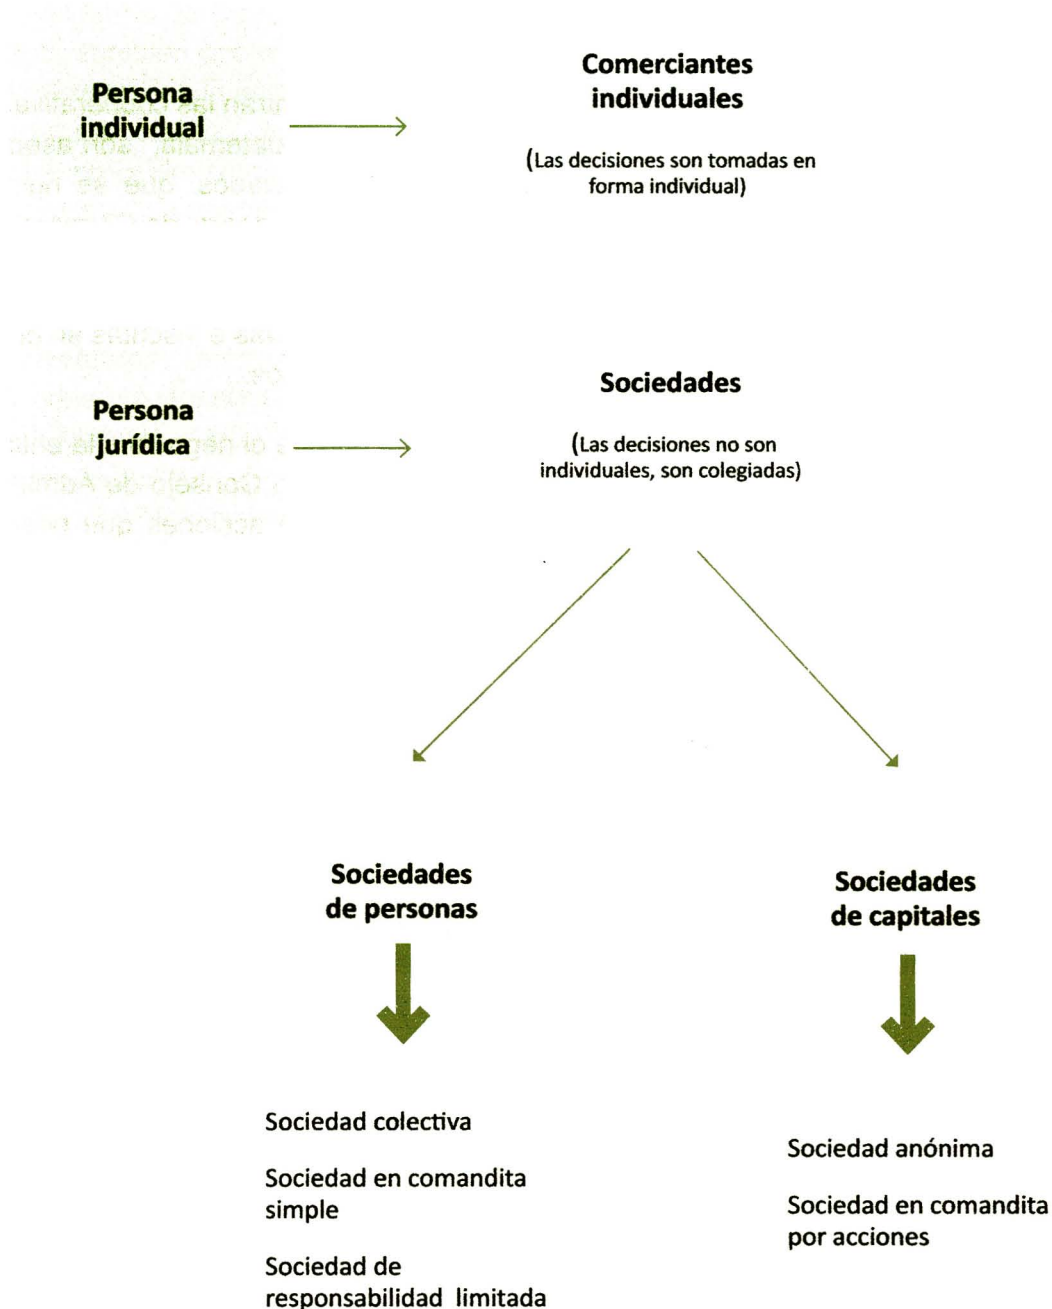 Persona
individual
Comerciantes
individuales
(Las decisiones son tomadas en
forma individual)
Persona
jurídica
Sociedades
(Las decisiones no son
individuales, son colegiadas)
Sociedades
de personas
Sociedad colectiva
Sociedad en comandita
simple
Sociedad de
responsabilidad limitada
Sociedades
de capitales
Sociedad anónima
Sociedad en comandita
por acciones